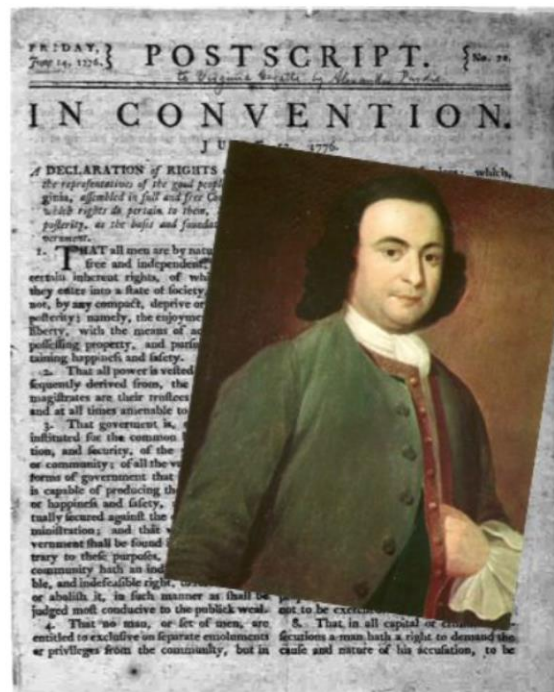 FRIDAY,
June 14, 1776.
POSTSCRIPT.
No. 72.
to Virginia Gazette by Alexander Purdie
IN CONVENTION.
1776.
A DECLARATION of RIGHTS
which,
the representatives of the good peopl
ginia, assembled in full and free Co
which rights do pertain to them,
posterity, as the basis and founda
vernment.
1. THAT all men are by natu
free and independent,
certain inherent rights, of wh
they enter into a state of society,
not, by any compact, deprive or
posterity; namely, the enjoyme
liberty, with the means of ac
possessing property, and purſu
taining happineſs and ſafety.
2. That all power is veſted
ſequently derived from, the
magiſtrates are their truſtees
and at all times amenable to
3. That goverment is,
inſtituted for the common
tion, and ſecurity, of the
or community; of all the v
forms of government that
is capable of producing the
or happineſs and ſafety,
tually ſecured againſt the
miniſtration; and that
vernment ſhall be found
trary to theſe purpoſes,
community hath an ind
ble, and indefeaſible right,
or aboliſh it, in ſuch manner as ſhall be
judged moſt conducive to the publick weal.
4. That no man, or ſet of men, are
entitled to excluſive or ſeparate emoluments
or privileges from the community, but in
not to be
8. That in all capital or
ſecutions a man hath a right to demand the
cauſe and nature of his accuſation, to be